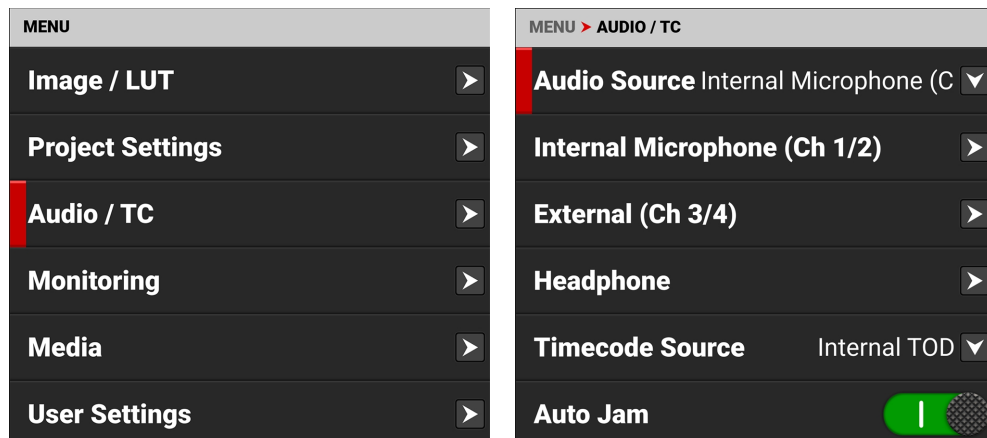 MENU
Image / LUT
Project Settings
Audio / TC
Monitoring
Media
User Settings
MENU ➤ AUDIO / TC
Audio Source Internal Microphone (C
Internal Microphone (Ch 1/2)
External (Ch 3/4)
Headphone
Timecode Source Internal TOD
Auto Jam